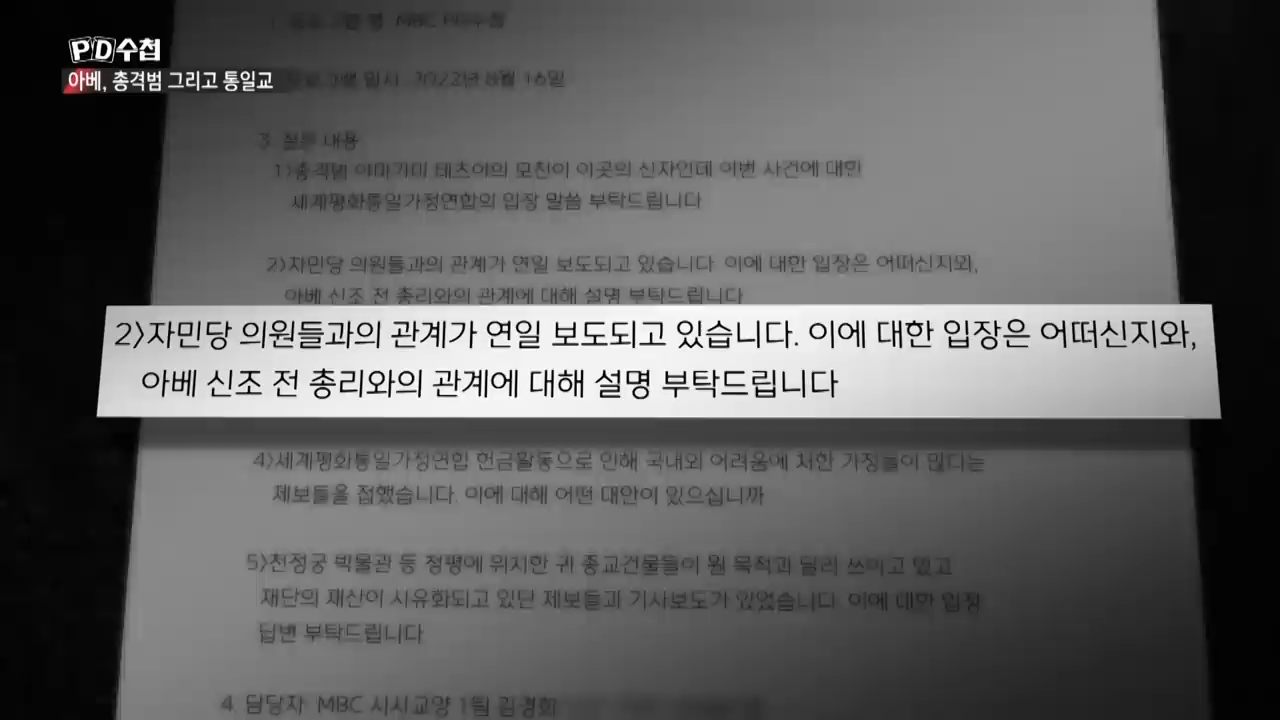 PD수첩
아베, 총격범 그리고 통일교
MBC PD수첩
2022년 8월 16일
3. 질문 내용
1)총격범 야마가미 테츠야의 모친이 이곳의 신자인데 이번 사건에 대한
세계평화통일가정연합의 입장 말씀 부탁드립니다
2)자민당 의원들과의 관계가 연일 보도되고 있습니다. 이에 대한 입장은 어떠신지와,
아베 신조 전 총리와의 관계에 대해 설명 부탁드립니다
2)자민당 의원들과의 관계가 연일 보도되고 있습니다. 이에 대한 입장은 어떠신지와,
아베 신조 전 총리와의 관계에 대해 설명 부탁드립니다
4)세계평화통일가정연합 헌금활동으로 인해 국내외 어려움에 처한 가정들이 많다는
제보들을 접했습니다. 이에 대해 어떤 대안이 있으십니까
5)천정궁 박물관 등 청평에 위치한 귀 종교건물들이 원 목적과 달리 쓰이고 있고
재단의 재산이 사유화되고 있단 제보들과 기사보도가 있었습니다. 이에 대한 입장
답변 부탁드립니다
4. 담당자 MBC 시사교양 1팀 김경희